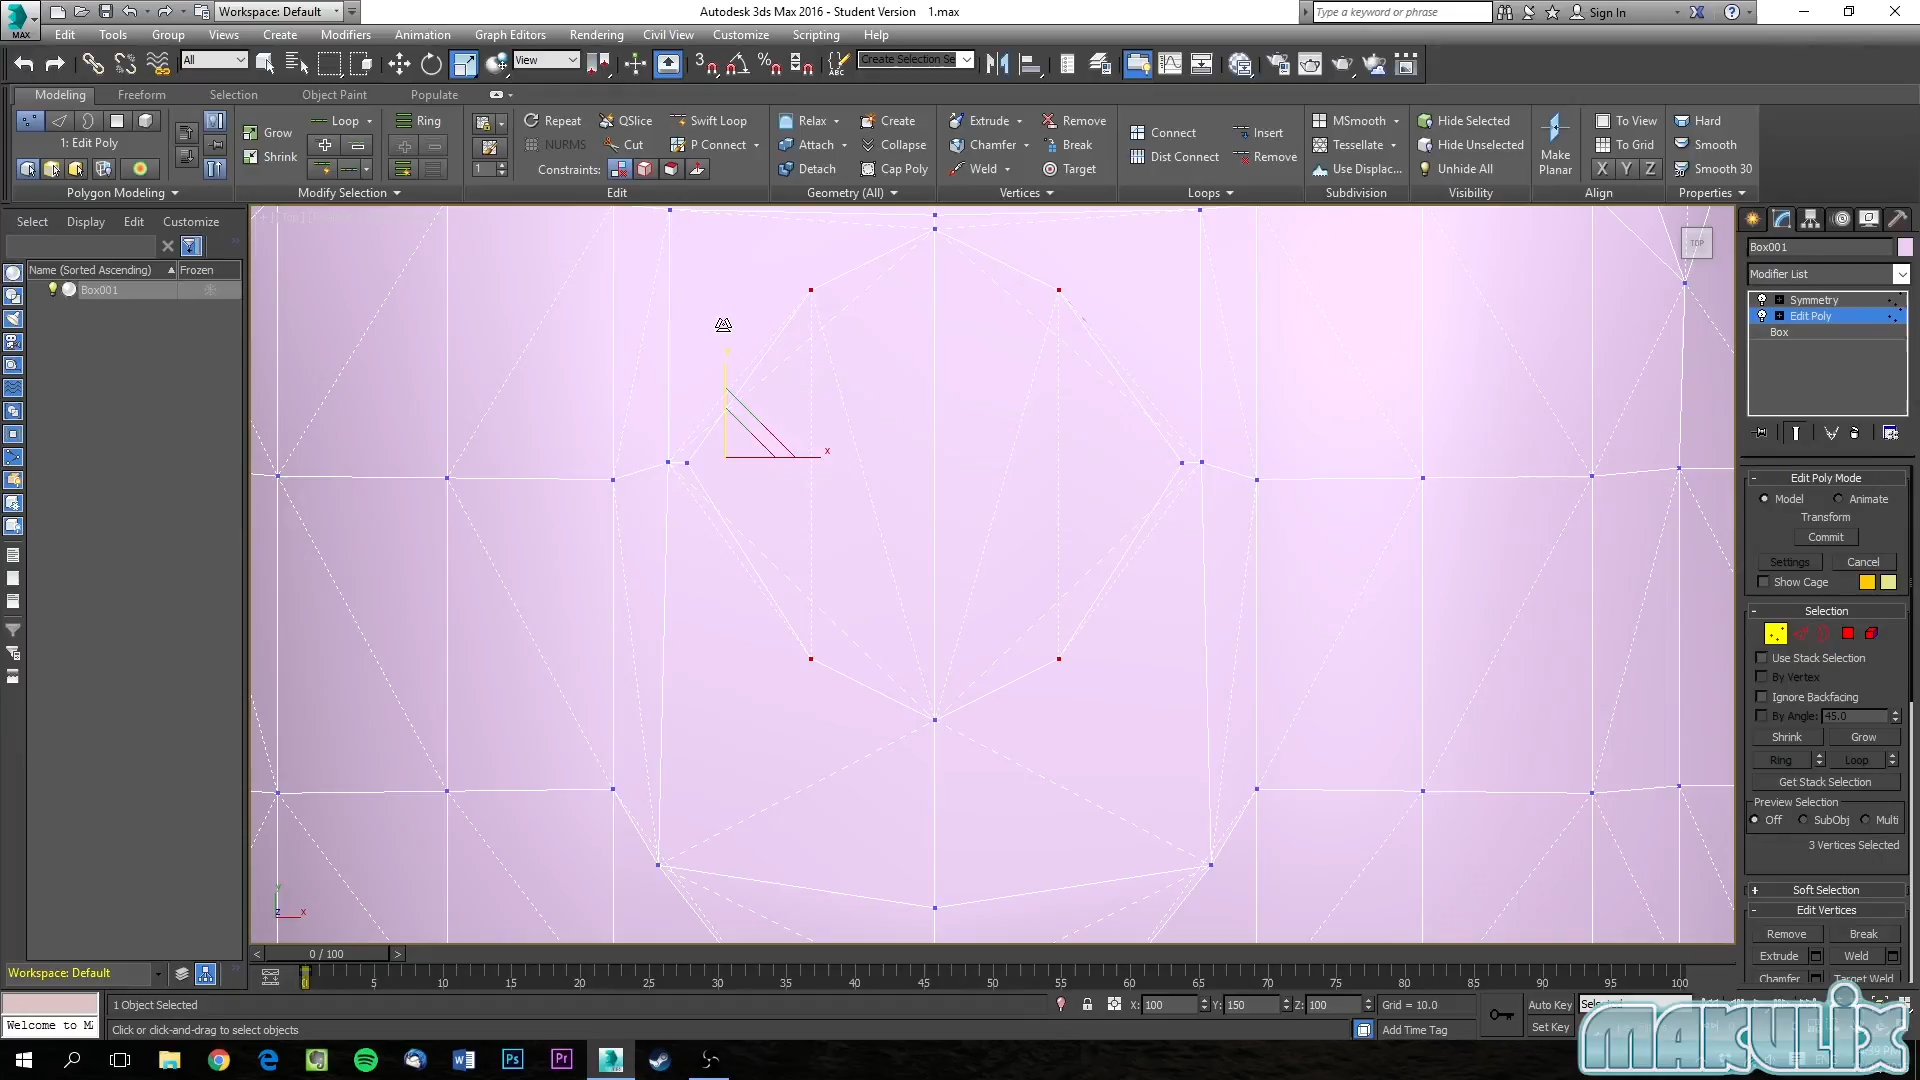 MAX
Workspace: Default
Autodesk 3ds Max 2016 - Student Version 1.max
Type a keyword or phrase
Sign In
Edit Tools Group Views Create Modifiers Animation Graph Editors Rendering Civil View Customize Scripting Help
All
View
Create Selection Se
Modeling Freeform Selection Object Paint Populate
Loop Ring Repeat QSlice Swift Loop Relax Create Extrude Remove MSmooth Hide Selected To View Hard
1: Edit Poly Grow NURMS Cut P Connect Attach Collapse Chamfer Break Connect Insert Tessellate Hide Unselected Make Planar To Grid Smooth
Shrink 1 Constraints: Detach Cap Poly Weld Target Dist Connect Remove Use Displac... Unhide All X Y Z Smooth 30
Polygon Modeling Modify Selection Edit Geometry (All) Vertices Loops Subdivision Visibility Align Properties
Select Display Edit Customize
Name (Sorted Ascending) Frozen
Box001
TOP
x
y
z
x
Box001
Modifier List
Symmetry
Edit Poly
Box
Edit Poly Mode
Model Animate
Transform
Commit
Settings Cancel
Show Cage
Selection
Use Stack Selection
By Vertex
Ignore Backfacing
By Angle: 45.0
Shrink Grow
Ring Loop
Get Stack Selection
Preview Selection
Off SubObj Multi
3 Vertices Selected
Soft Selection
Edit Vertices
Remove Break
Extrude Weld
Chamfer Target Weld
0 / 100
Workspace: Default
0 5 10 15 20 25 30 35 40 45 50 55 60 65 70 75 80 85 90 95 100
1 Object Selected
X: 100 Y: 150 Z: 100 Grid = 10.0 Auto Key
Welcome to M
Click or click-and-drag to select objects
Add Time Tag Set Key
MAKULIX